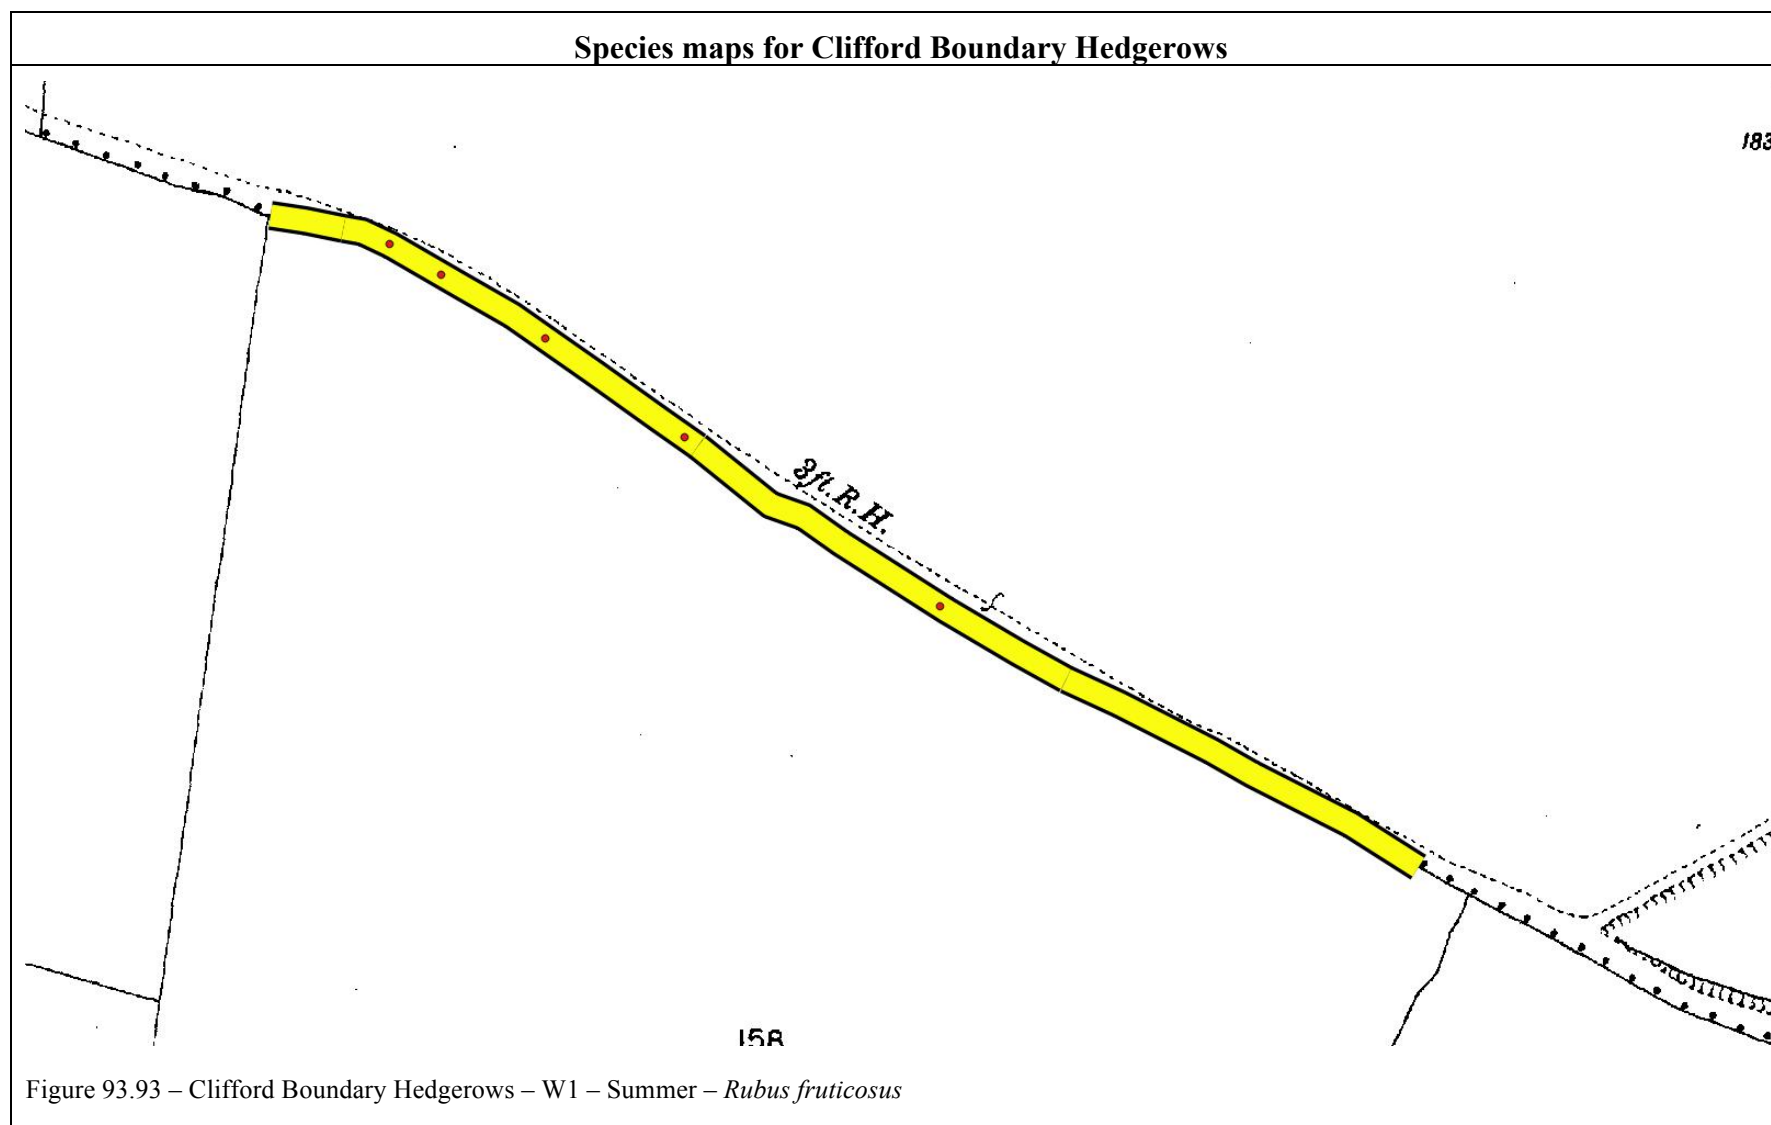 Species maps for Clifford Boundary Hedgerows
183
3ft.R.H.
158
Figure 93.93 – Clifford Boundary Hedgerows – W1 – Summer – Rubus fruticosus